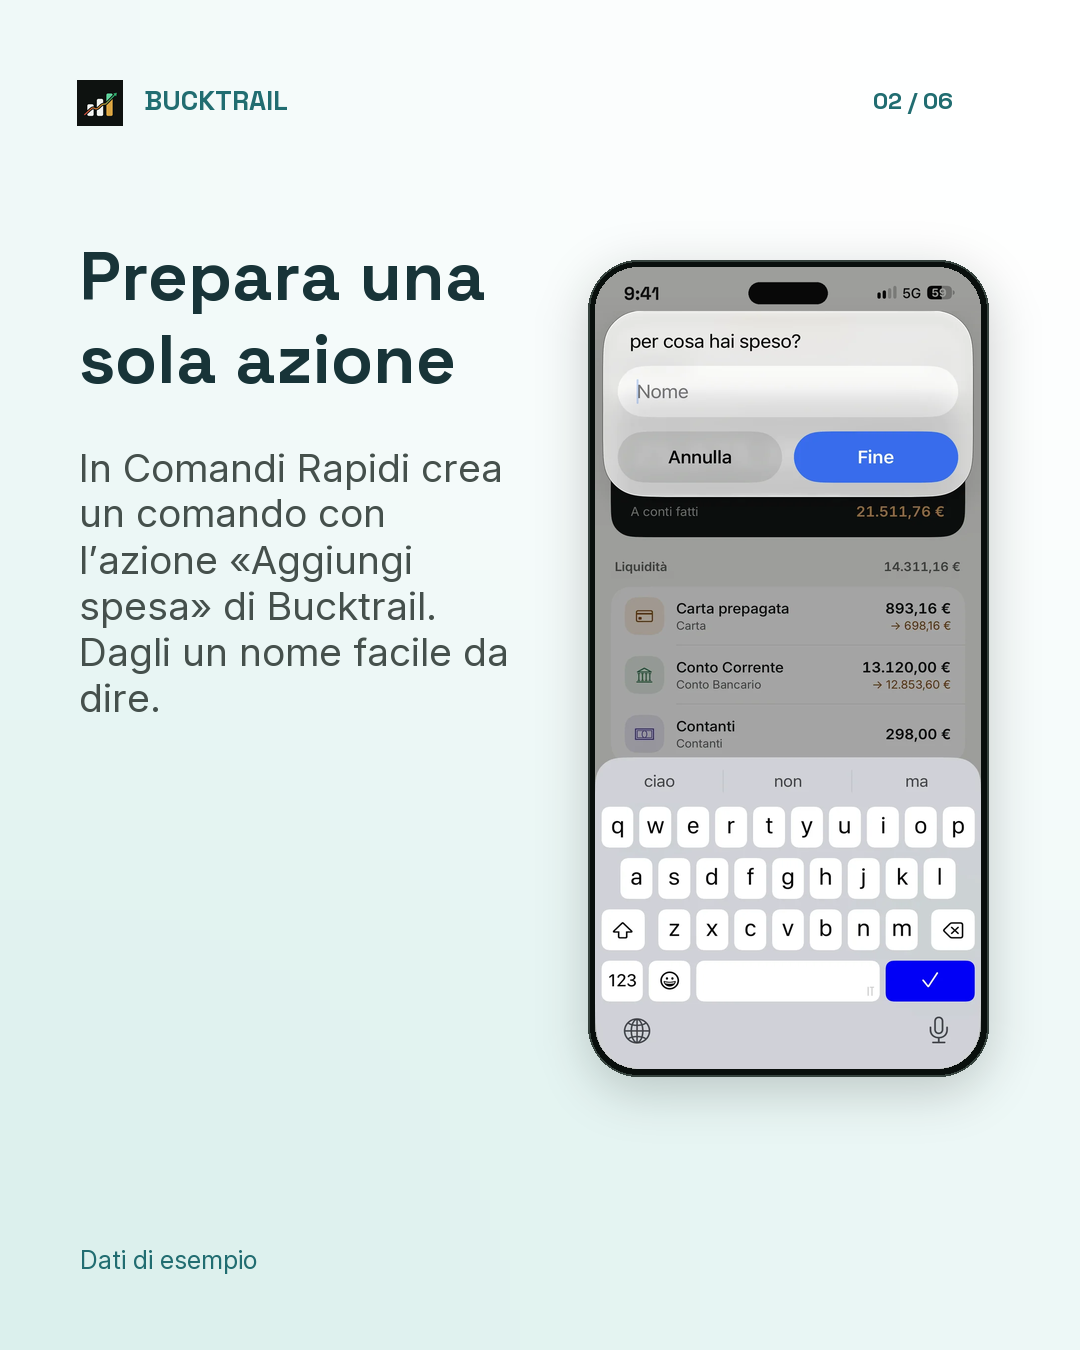 BUCKTRAIL
02 / 06
Prepara una
sola azione
In Comandi Rapidi crea
un comando con
l’azione «Aggiungi
spesa» di Bucktrail.
Dagli un nome facile da
dire.
9:41
5G 59
per cosa hai speso?
Nome
Annulla
Fine
A conti fatti
21.511,76 €
Liquidità
14.311,16 €
Carta prepagata
893,16 €
Carta
→ 698,16 €
Conto Corrente
13.120,00 €
Conto Bancario
→ 12.853,60 €
Contanti
298,00 €
Contanti
ciao non ma
q w e r t y u i o p
a s d f g h j k l
z x c v b n m
123
IT
Dati di esempio